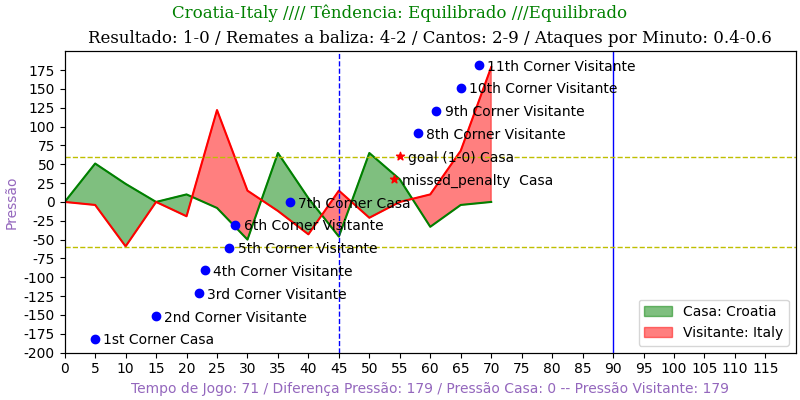 Croatia-Italy //// Têndencia: Equilibrado ///Equilibrado
Resultado: 1-0 / Remates a baliza: 4-2 / Cantos: 2-9 / Ataques por Minuto: 0.4-0.6
175
150
125
100
75
50
25
0
-25
-50
-75
-100
-125
-150
-175
-200
Pressão
11th Corner Visitante
10th Corner Visitante
9th Corner Visitante
8th Corner Visitante
goal (1-0) Casa
missed_penalty Casa
7th Corner Casa
6th Corner Visitante
5th Corner Visitante
4th Corner Visitante
3rd Corner Visitante
2nd Corner Visitante
1st Corner Casa
Casa: Croatia
Visitante: Italy
0 5 10 15 20 25 30 35 40 45 50 55 60 65 70 75 80 85 90 95 100 105 110 115
Tempo de Jogo: 71 / Diferença Pressão: 179 / Pressão Casa: 0 -- Pressão Visitante: 179